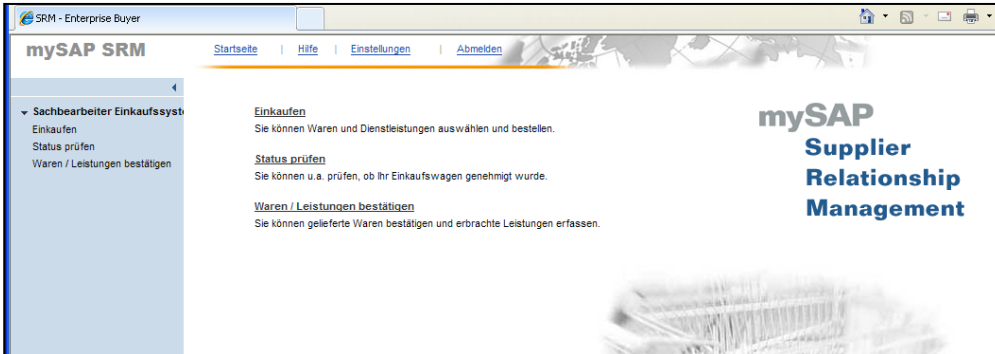 SRM - Enterprise Buyer
mySAP SRM
Startseite | Hilfe | Einstellungen | Abmelden
Sachbearbeiter Einkaufssyst
Einkaufen
Status prüfen
Waren / Leistungen bestätigen
Einkaufen
Sie können Waren und Dienstleistungen auswählen und bestellen.
Status prüfen
Sie können u.a. prüfen, ob Ihr Einkaufswagen genehmigt wurde.
Waren / Leistungen bestätigen
Sie können gelieferte Waren bestätigen und erbrachte Leistungen erfassen.
mySAP
Supplier
Relationship
Management